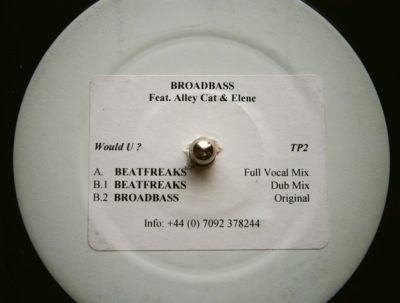 BROADBASS
Feat. Alley Cat & Elene
Would U ? TP2
A. BEATFREAKS Full Vocal Mix
B.1 BEATFREAKS Dub Mix
B.2 BROADBASS Original
Info: +44 (0) 7092 378244